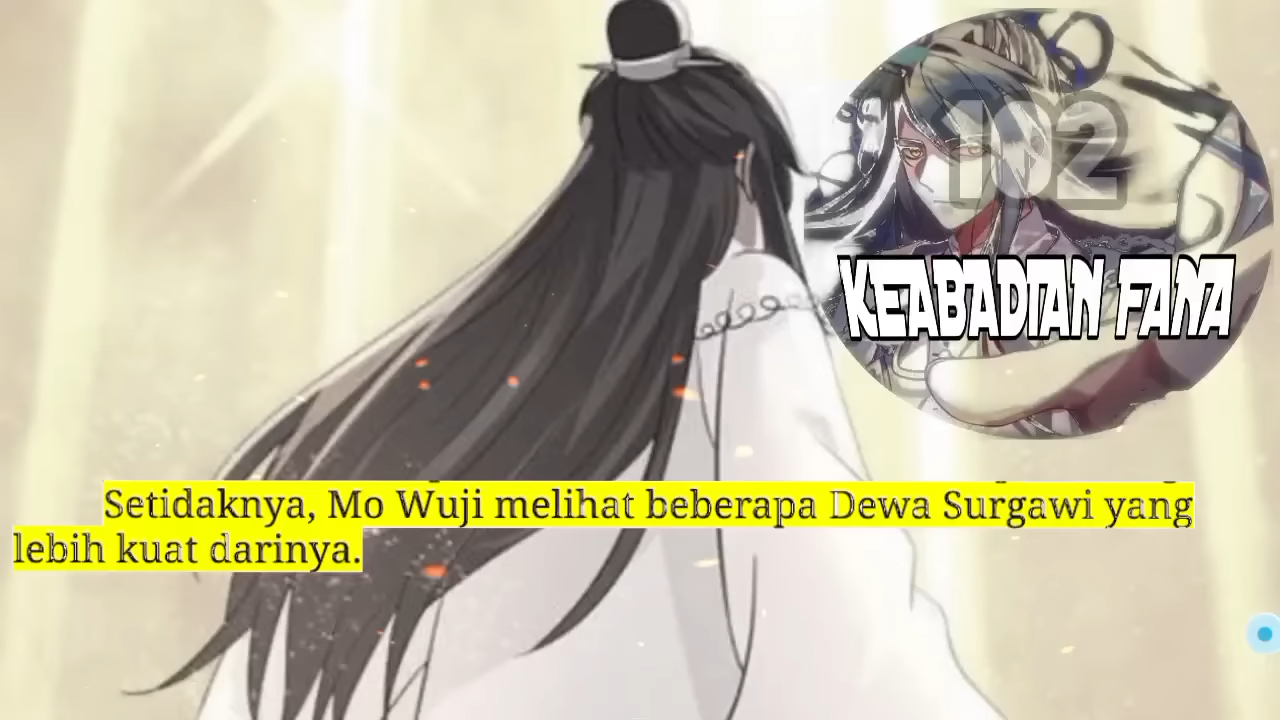 102
KEABADIAN FANA
Setidaknya, Mo Wuji melihat beberapa Dewa Surgawi yang
lebih kuat darinya.